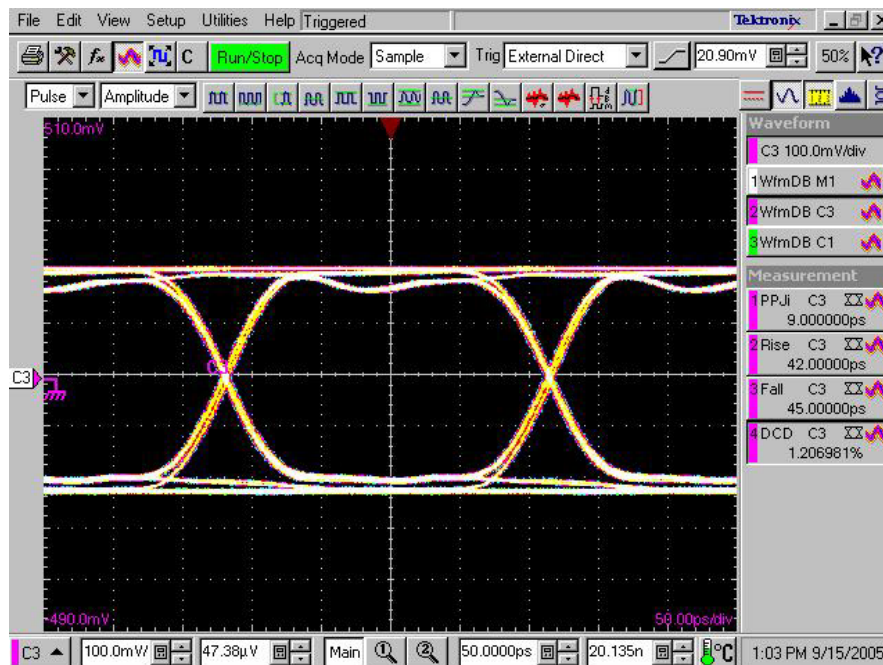 File Edit View Setup Utilities Help Triggered Tektronix
fx C Run/Stop Acq Mode Sample Trig External Direct 20.90mV 50% ?
Pulse Amplitude
Waveform
510.0mV
C3 100.0mV/div
1 WfmDB M1
2 WfmDB C3
3 WfmDB C1
Measurement
1 PPJi C3
9.000000ps
2 Rise C3
42.00000ps
C3
3 Fall C3
45.00000ps
4 DCD C3
1.206981%
-490.0mV 50.00ps/div
C3 100.0mV/ 47.38µV Main 1 2 50.0000ps 20.135n °C 1:03 PM 9/15/2005